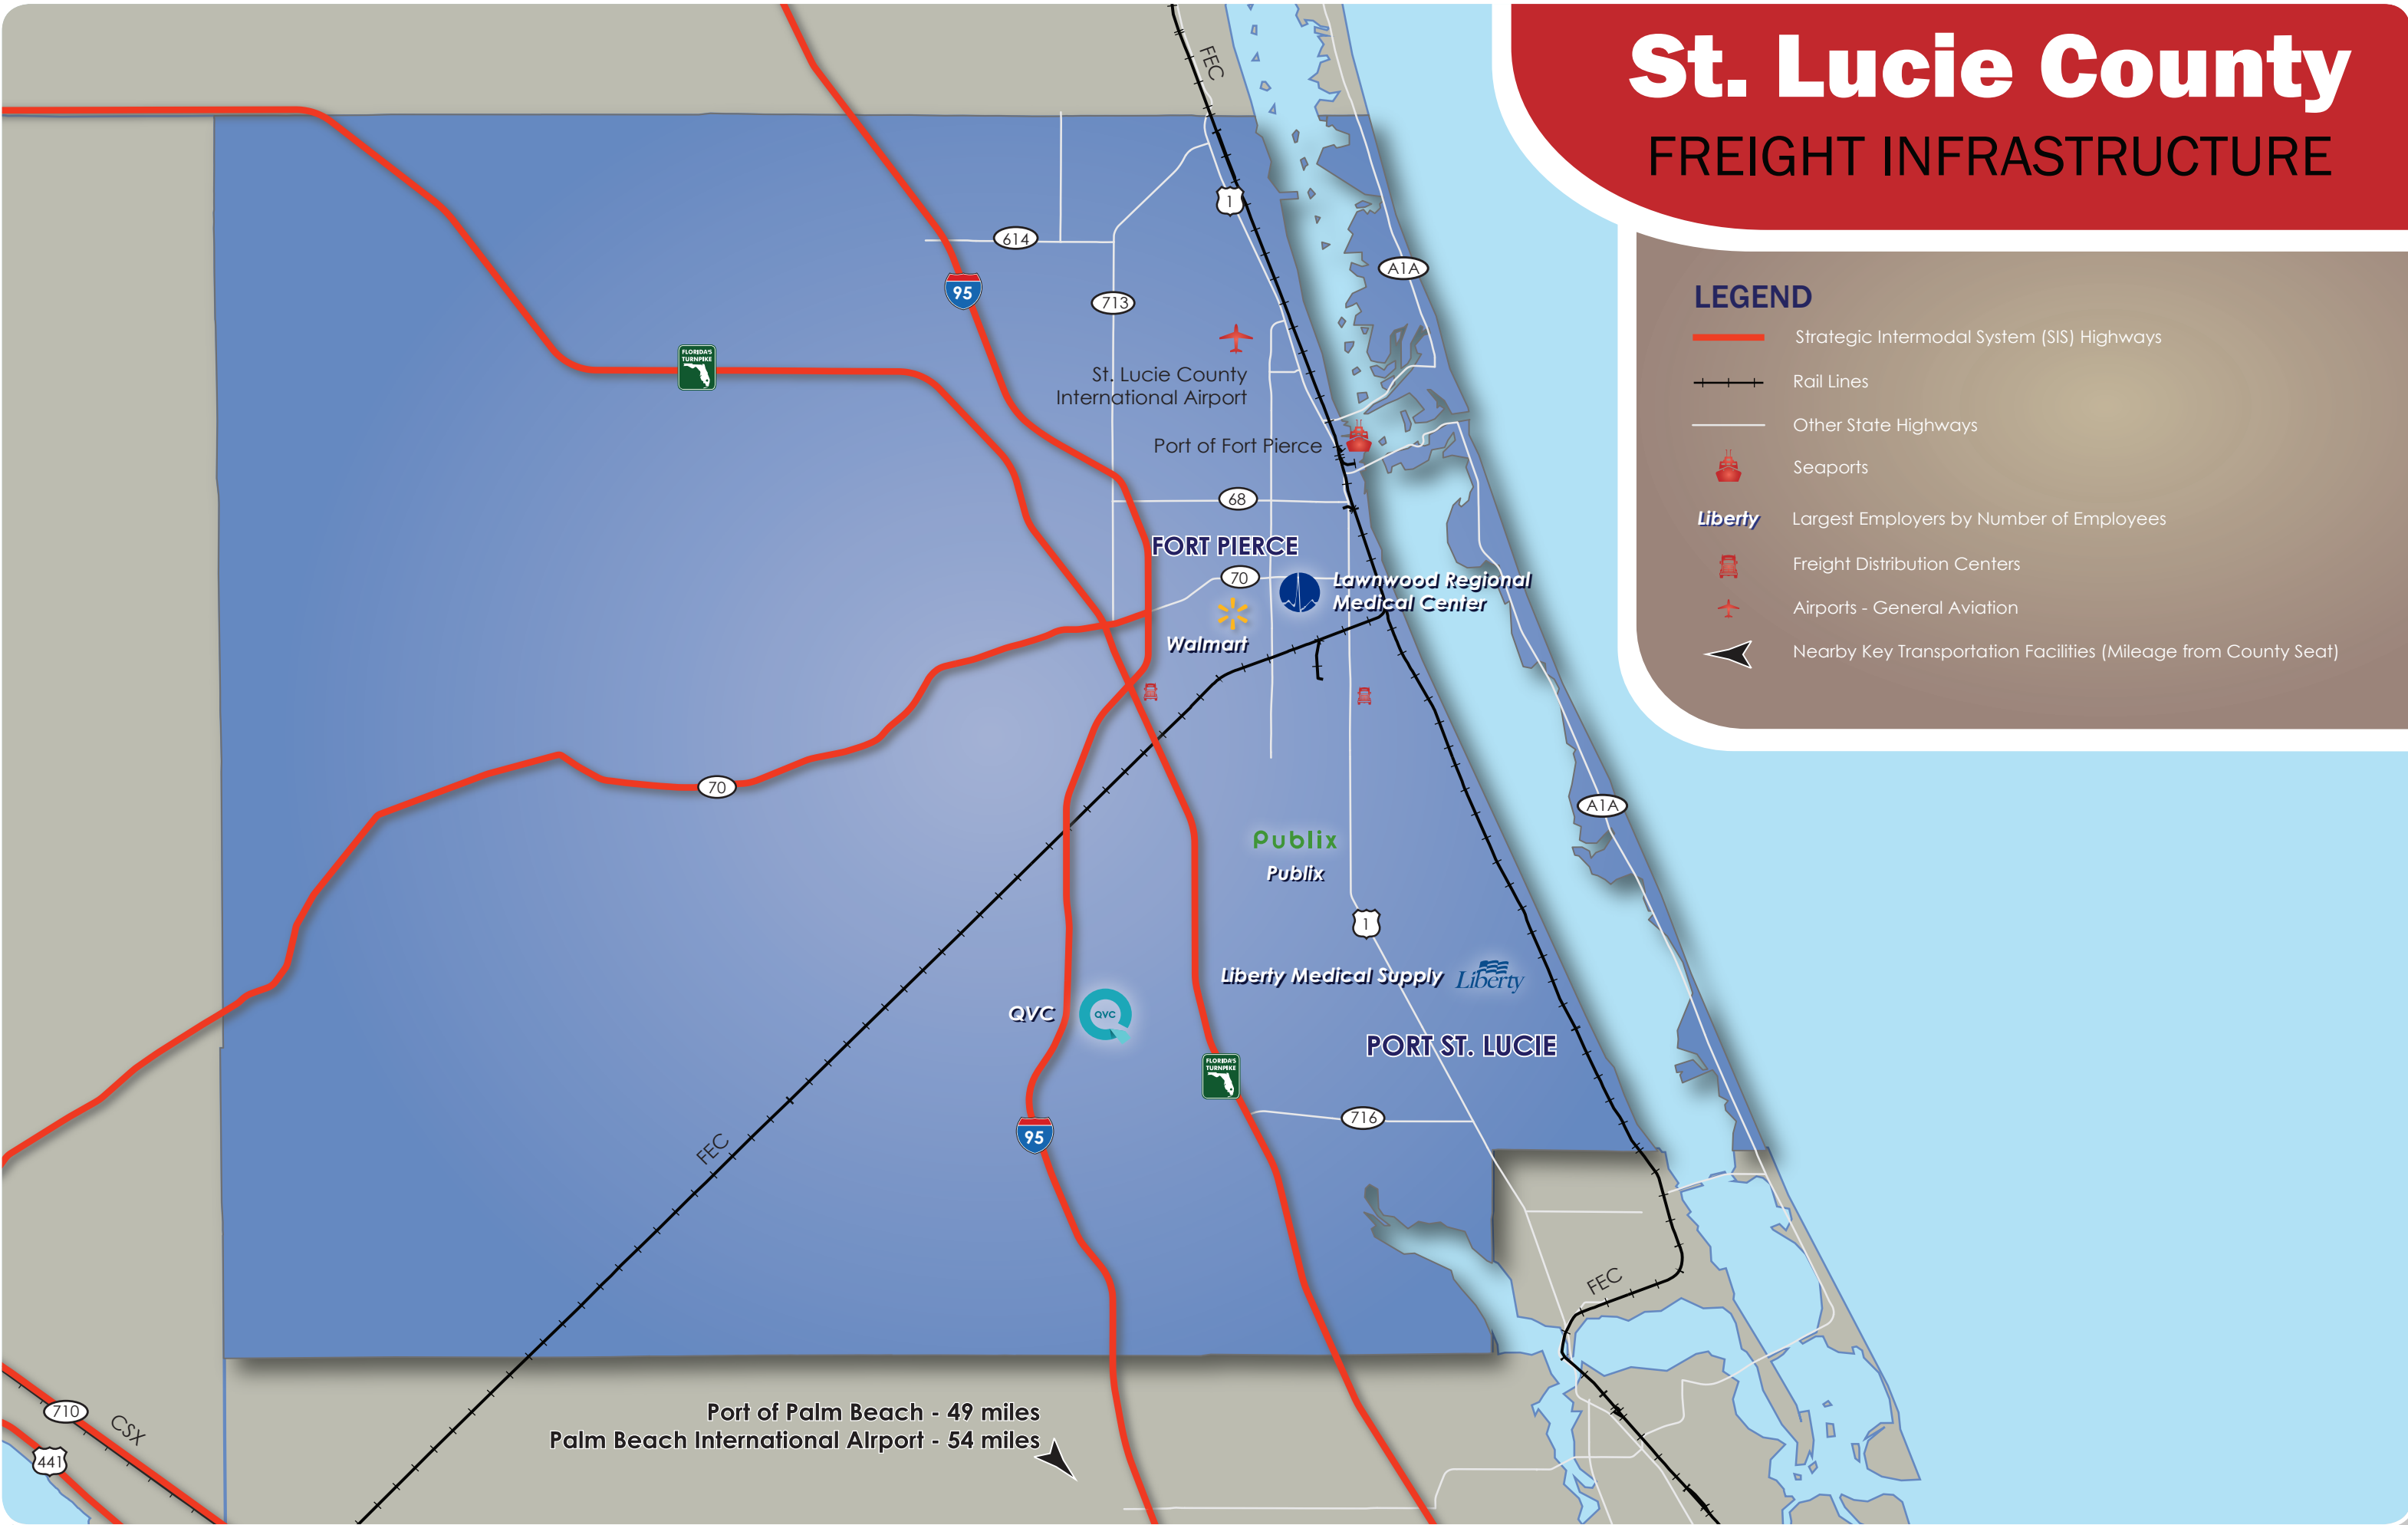 St. Lucie County
FREIGHT INFRASTRUCTURE
LEGEND
Strategic Intermodal System (SIS) Highways
Rail Lines
Other State Highways
Seaports
Liberty
Largest Employers by Number of Employees
Freight Distribution Centers
Airports - General Aviation
Nearby Key Transportation Facilities (Mileage from County Seat)
FEC
1
614
A1A
95
713
FLORIDA'S
TURNPIKE
St. Lucie County
International Airport
Port of Fort Pierce
68
FORT PIERCE
70
Lawnwood Regional
Medical Center
Walmart
70
A1A
Publix
Publix
1
Liberty Medical Supply
Liberty
QVC
QVC
PORT ST. LUCIE
FLORIDA'S
TURNPIKE
716
95
FEC
FEC
710
CSX
441
Port of Palm Beach - 49 miles
Palm Beach International AIrport - 54 miles